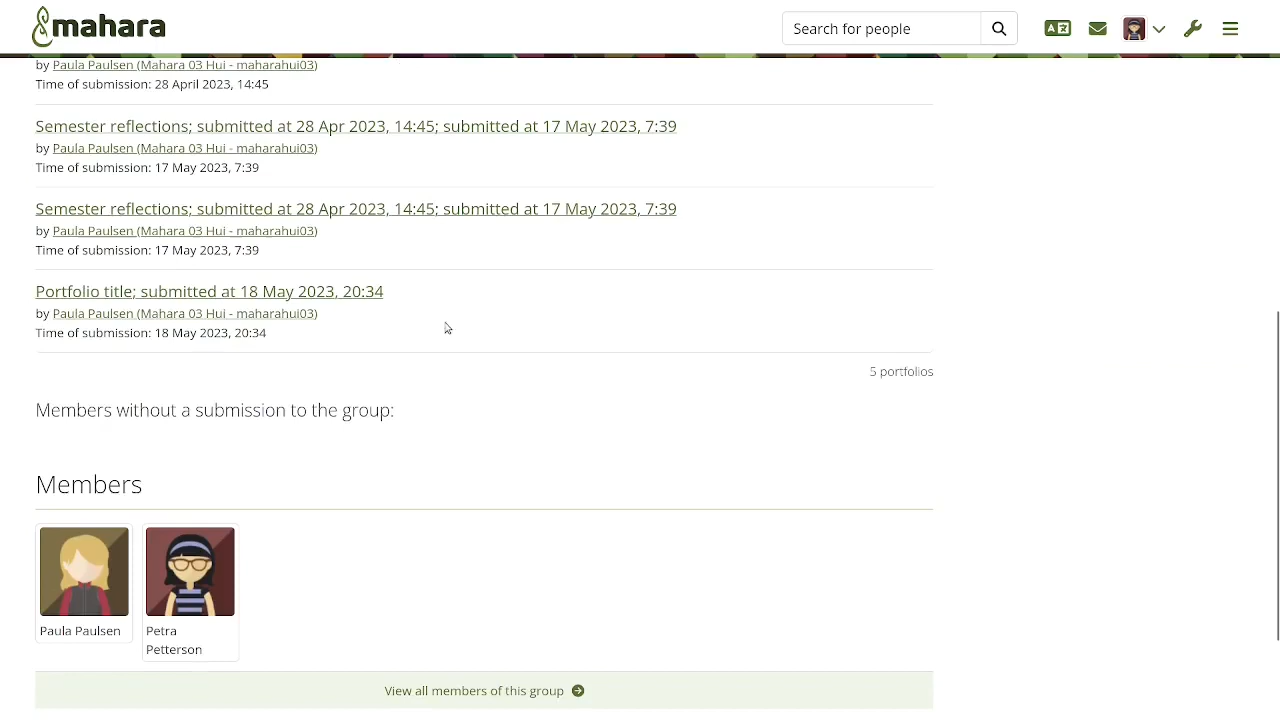 mahara
Search for people
by Paula Paulsen (Mahara 03 Hui - maharahui03)
Time of submission: 28 April 2023, 14:45
Semester reflections; submitted at 28 Apr 2023, 14:45; submitted at 17 May 2023, 7:39
by Paula Paulsen (Mahara 03 Hui - maharahui03)
Time of submission: 17 May 2023, 7:39
Semester reflections; submitted at 28 Apr 2023, 14:45; submitted at 17 May 2023, 7:39
by Paula Paulsen (Mahara 03 Hui - maharahui03)
Time of submission: 17 May 2023, 7:39
Portfolio title; submitted at 18 May 2023, 20:34
by Paula Paulsen (Mahara 03 Hui - maharahui03)
Time of submission: 18 May 2023, 20:34
5 portfolios
Members without a submission to the group:
Members
Paula Paulsen
Petra
Petterson
View all members of this group